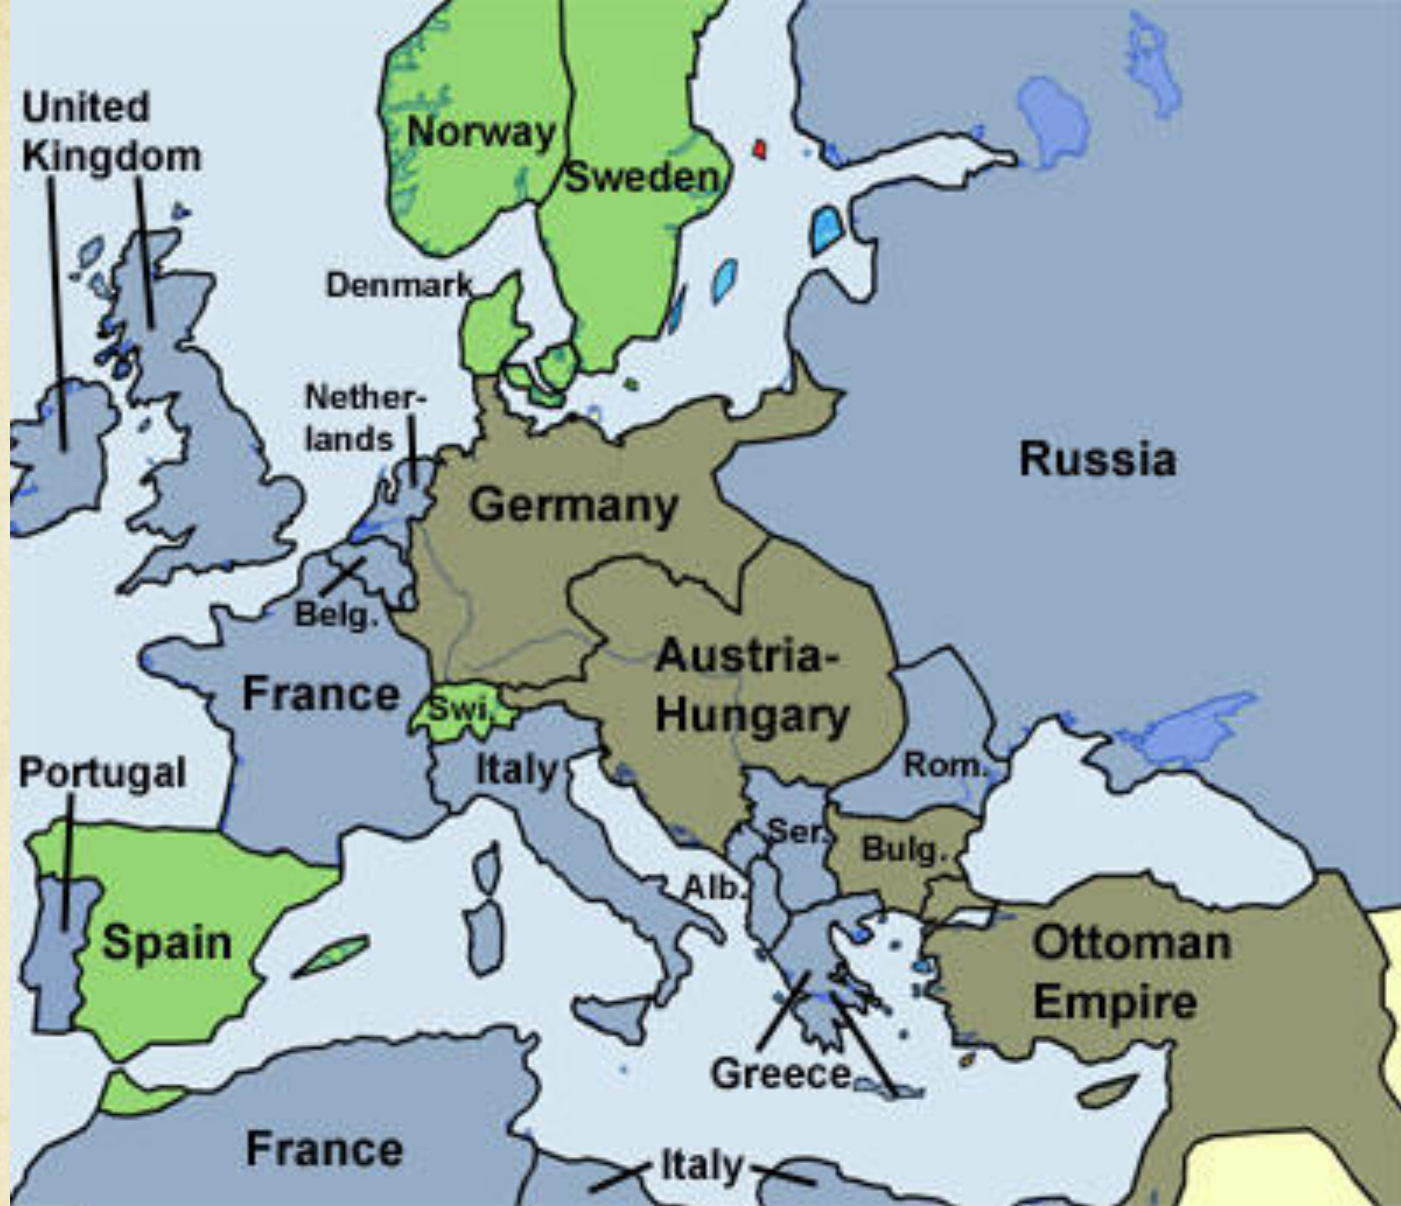 United
Kingdom
Norway
Sweden
Denmark
Nether-
lands
Russia
Germany
Belg.
Austria-
Hungary
France
Swi.
Portugal
Italy
Rom.
Ser.
Bulg.
Alb.
Spain
Ottoman
Empire
Greece
France
Italy